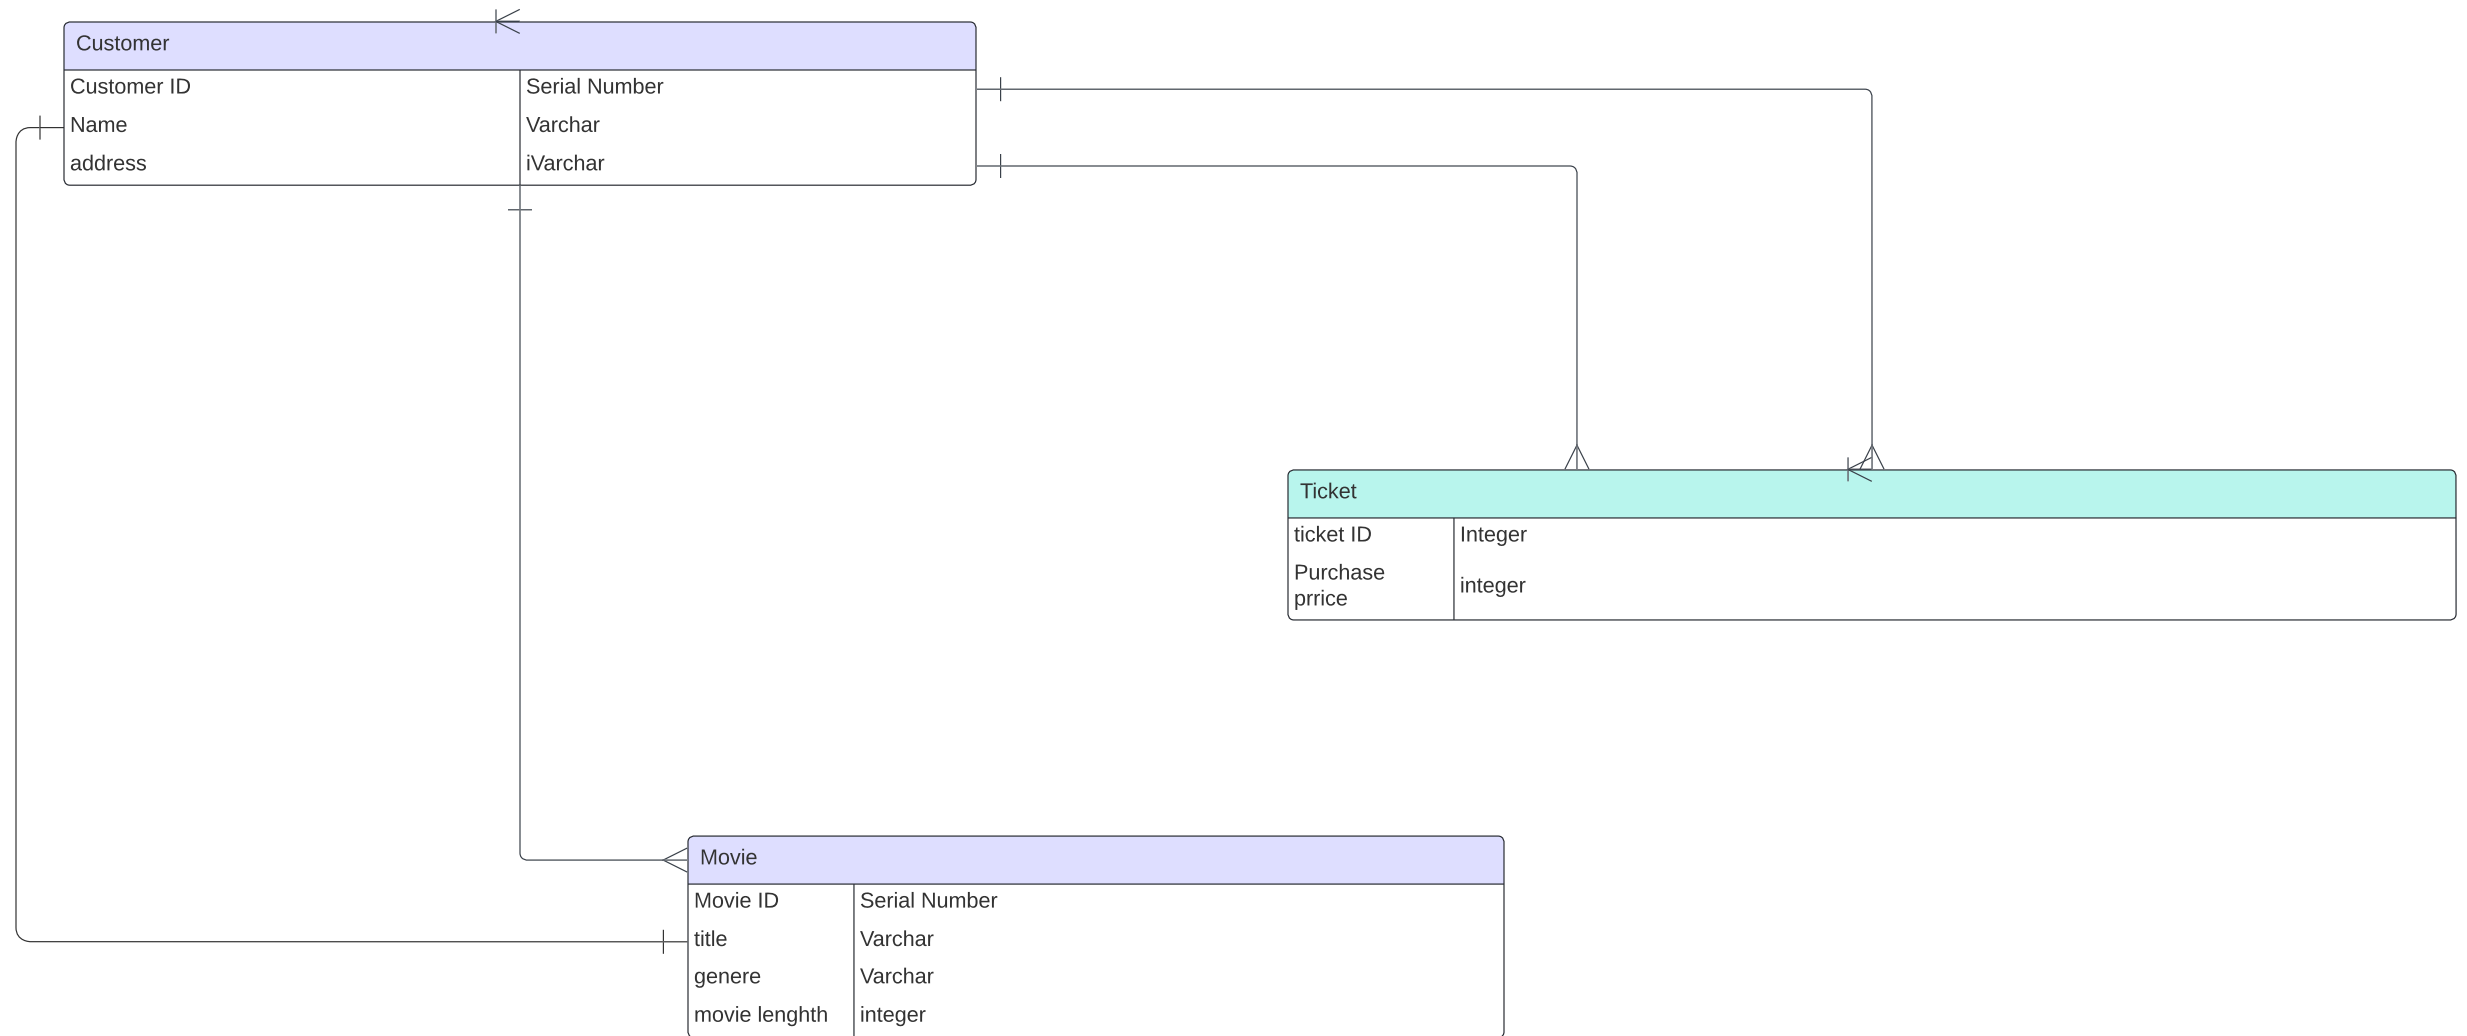 Customer
Customer ID Serial Number
Name Varchar
address iVarchar
Ticket
ticket ID Integer
Purchase
prrice
integer
Movie
Movie ID Serial Number
title Varchar
genere Varchar
movie lenghth integer